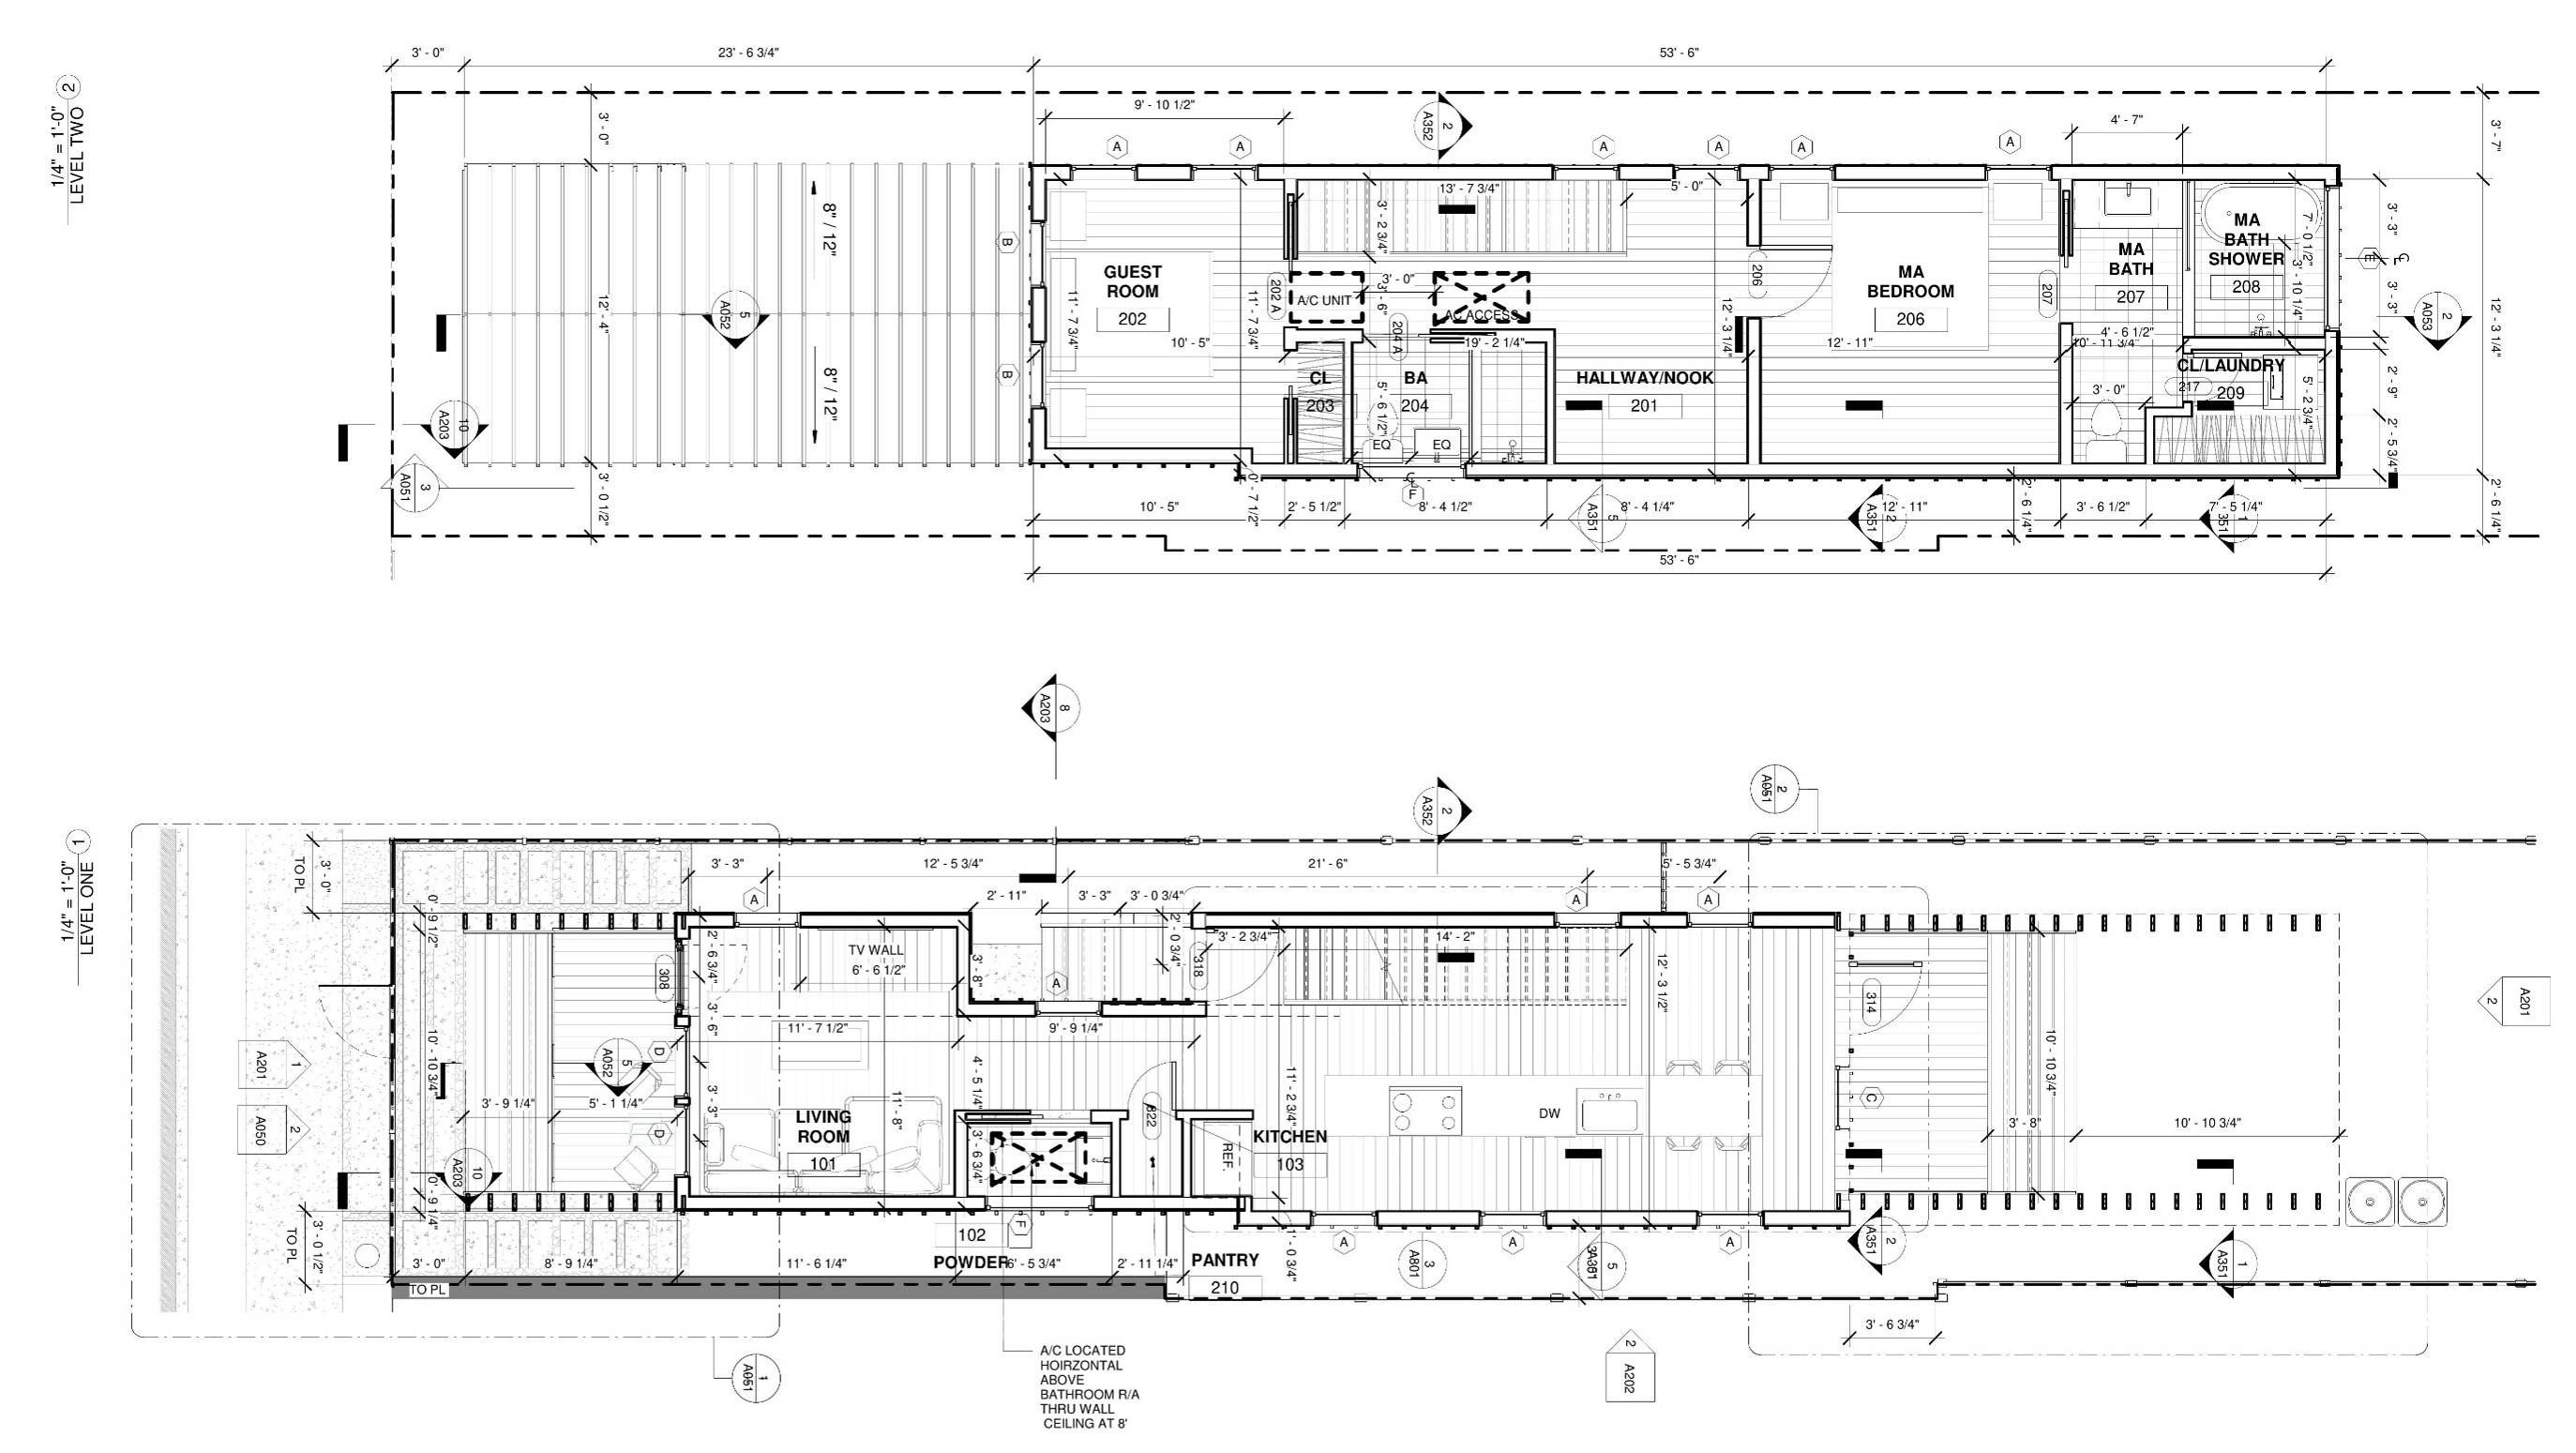 3' - 0"
23' - 6 3/4"
53' - 6"
2
LEVEL TWO
1/4" = 1'-0"
9' - 10 1/2"
3' - 0"
2
A352
4' - 7"
3' - 7"
A
A
A
A
A
A
13' - 7 3/4"
5' - 0"
3' - 2 3/4"
8" / 12"
8" / 12"
12' - 4"
5
A052
B
B
GUEST
ROOM
202
11' - 7 3/4"
11' - 7 3/4"
10' - 5"
202 A
A/C UNIT
3' - 0"
3' - 6"
AC ACCESS
204 A
19' - 2 1/4"
12' - 3 1/4"
206
MA
BEDROOM
206
12' - 11"
207
MA
BATH
207
MA
BATH
SHOWER
208
7' - 0 1/2"
3' - 10 1/4"
4' - 6 1/2"
10' - 11 3/4"
E
CL
3' - 3"
3' - 3"
2' - 9"
2' - 5 3/4"
2
A053
12' - 3 1/4"
2' - 6 1/4"
CL
203
BA
204
5' - 6 1/2"
EQ
EQ
HALLWAY/NOOK
201
CL/LAUNDRY
209
217
3' - 0"
5' - 2 3/4"
10
A203
3
A051
3' - 0 1/2"
0' - 7 1/2"
CL
F
10' - 5"
2' - 5 1/2"
8' - 4 1/2"
5
A351
8' - 4 1/4"
2
A351
12' - 11"
2' - 6 1/4"
3' - 6 1/2"
7' - 5 1/4"
1
351
53' - 6"
8
A203
2
A352
2
A051
1
LEVEL ONE
1/4" = 1'-0"
3' - 0"
TO PL
3' - 3"
12' - 5 3/4"
21' - 6"
5' - 5 3/4"
2' - 11"
3' - 3"
3' - 0 3/4"
A
A
A
A
0' - 9 1/2"
2' - 6 3/4"
TV WALL
6' - 6 1/2"
3' - 8"
2' - 0 3/4"
318
3' - 2 3/4"
14' - 2"
12' - 3 1/2"
308
314
3' - 6"
11' - 7 1/2"
9' - 9 1/4"
10' - 10 3/4"
10' - 10 3/4"
D
D
5
A052
3' - 9 1/4"
5' - 1 1/4"
3' - 3"
LIVING
ROOM
101
11' - 8"
4' - 5 1/4"
3' - 6 3/4"
822
REF.
KITCHEN
103
11' - 2 3/4"
DW
C
3' - 8"
10' - 10 3/4"
1
A201
2
A050
2
A201
10
A203
0' - 9 1/4"
TO PL
3' - 0 1/2"
3' - 0"
8' - 9 1/4"
11' - 6 1/4"
102
POWDER
F
6' - 5 3/4"
2' - 11 1/4"
PANTRY
210
1' - 0 3/4"
A
3
A801
A
5
A
2
A351
1
A351
TO PL
3' - 6 3/4"
1
A051
2
A202
A/C LOCATED
HOIRZONTAL
ABOVE
BATHROOM R/A
THRU WALL
CEILING AT 8'